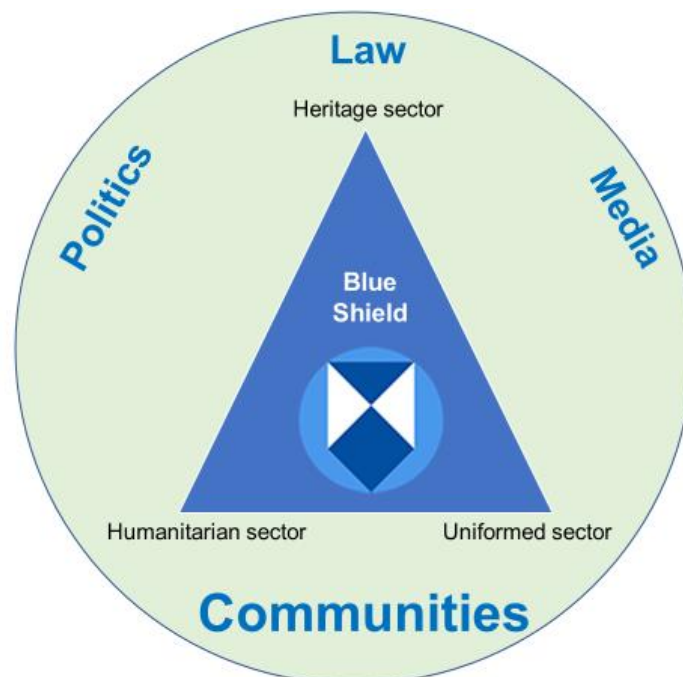 Law
Heritage sector
Politics
Media
Blue
Shield
Humanitarian sector
Uniformed sector
Communities